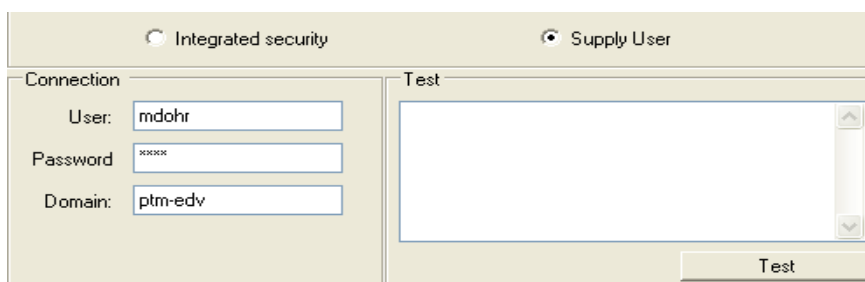 Integrated security Supply User
Connection
User: mdohr
Password ****
Domain: ptm-edv
Test
Test